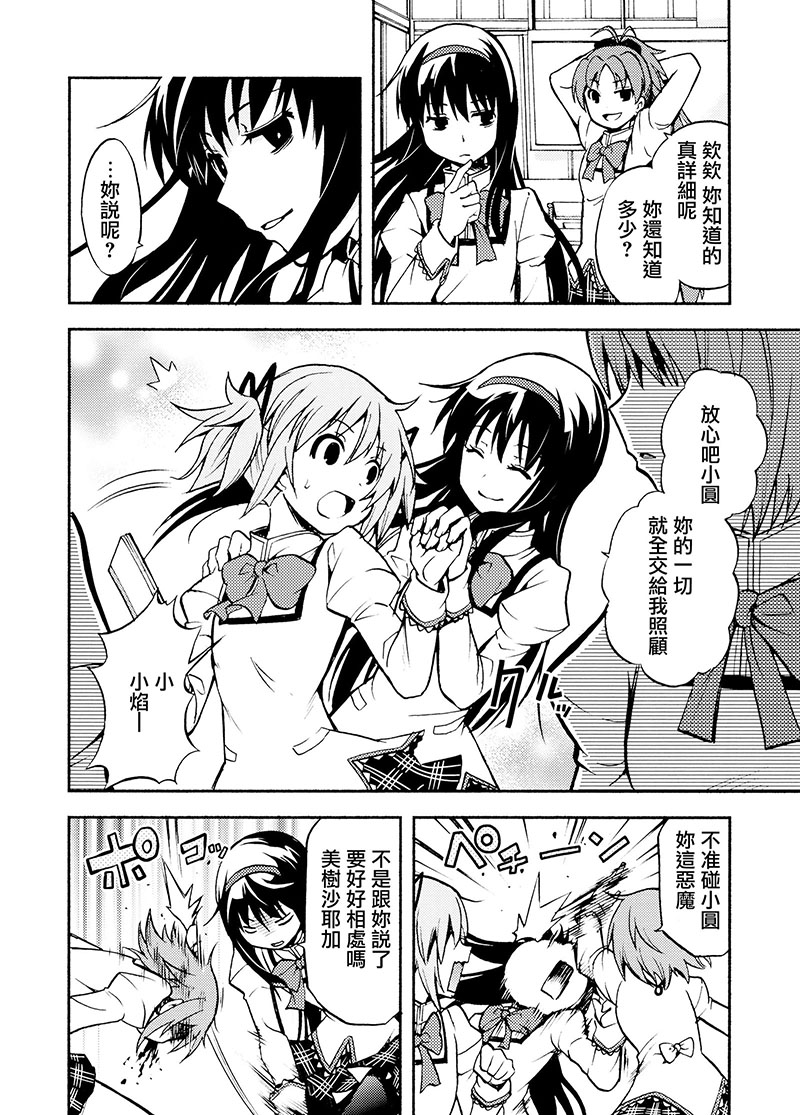 欸欸 妳知道的
真詳細呢
妳還知道
多少？
…妳說呢？
放心吧小圓
妳的一切
就全交給我照顧
小
小焰—
クルッ
不准碰小圓
妳這惡魔
ペチーン
不是跟妳說了
要好好相處嗎
美樹沙耶加
ポコッ